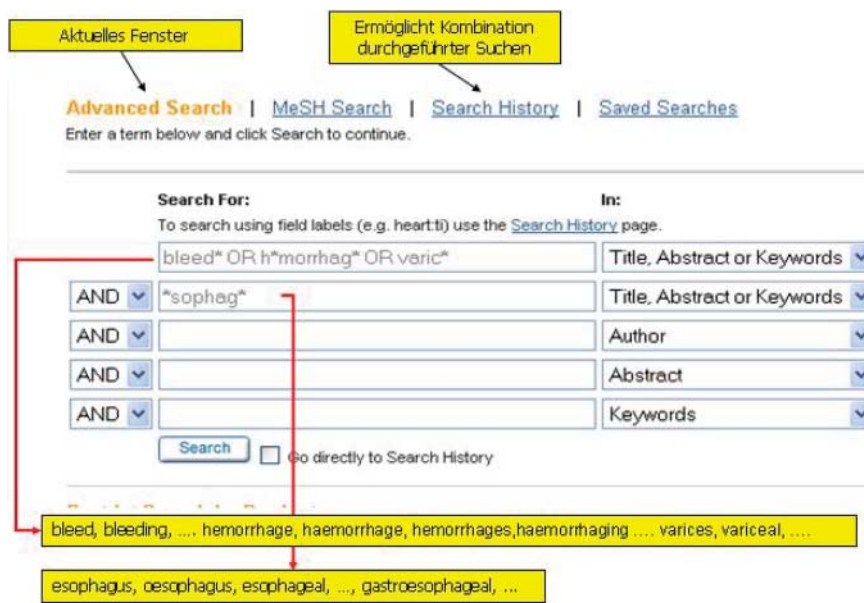 Aktuelles Fenster
Ermöglicht Kombination
durchgeführter Suchen
Advanced Search | MeSH Search | Search History | Saved Searches
Enter a term below and click Search to continue.
Search For: In:
To search using field labels (e.g. heart:ti) use the Search History page.
bleed* OR h*morrhag* OR varic* Title, Abstract or Keywords
AND *sophag* Title, Abstract or Keywords
AND Author
AND Abstract
AND Keywords
Search Go directly to Search History
bleed, bleeding, .... hemorrhage, haemorrhage, hemorrhages,haemorrhaging .... varices, variceal, ....
esophagus, oesophagus, esophageal, ..., gastroesophageal, ...